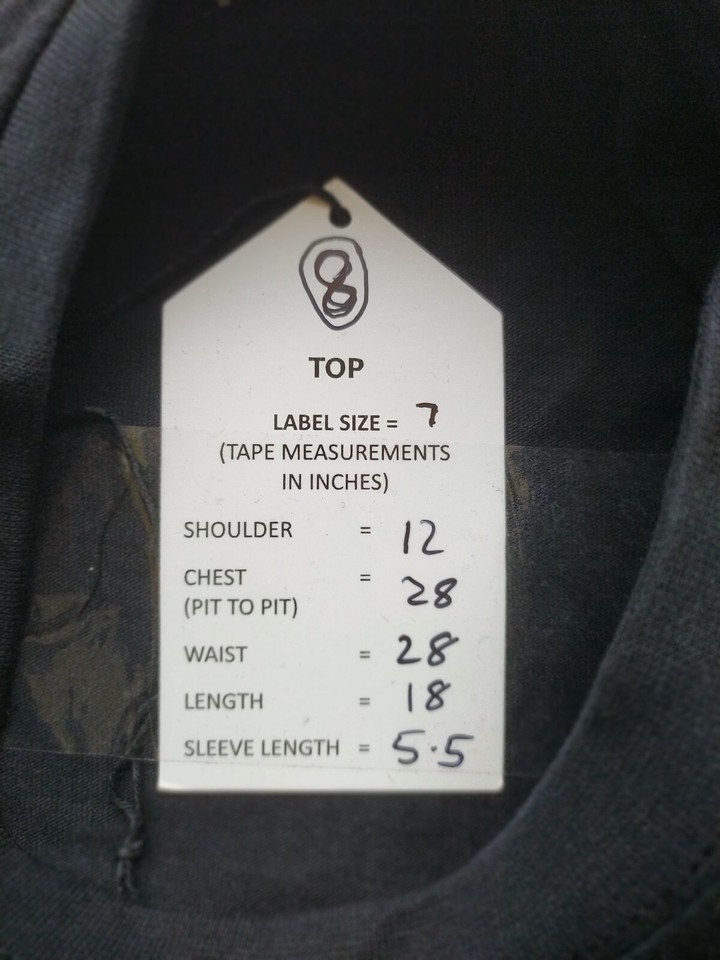 8
TOP
LABEL SIZE = 7
(TAPE MEASUREMENTS
IN INCHES)
SHOULDER = 12
CHEST = 28
(PIT TO PIT)
WAIST = 28
LENGTH = 18
SLEEVE LENGTH = 5.5